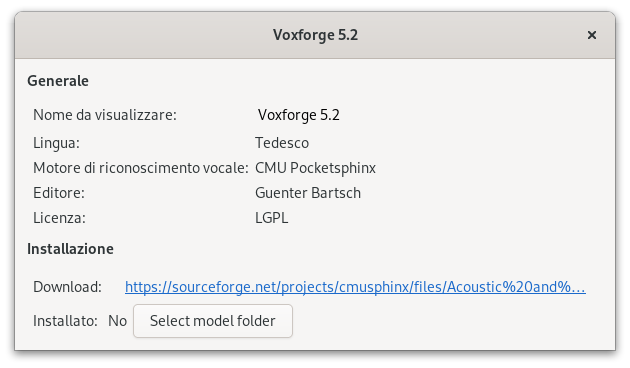 Voxforge 5.2
Generale
Nome da visualizzare: Voxforge 5.2
Lingua: Tedesco
Motore di riconoscimento vocale: CMU Pocketsphinx
Editore: Guenter Bartsch
Licenza: LGPL
Installazione
Download: https://sourceforge.net/projects/cmusphinx/files/Acoustic%20and%...
Installato: No Select model folder